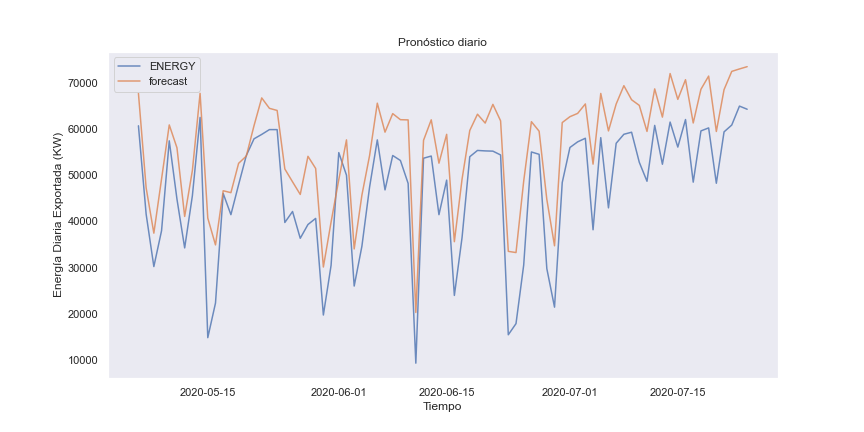 Pronóstico diario
ENERGY
forecast
Energía Diaria Exportada (KW)
70000
60000
50000
40000
30000
20000
10000
2020-05-15
2020-06-01
2020-06-15
2020-07-01
2020-07-15
Tiempo